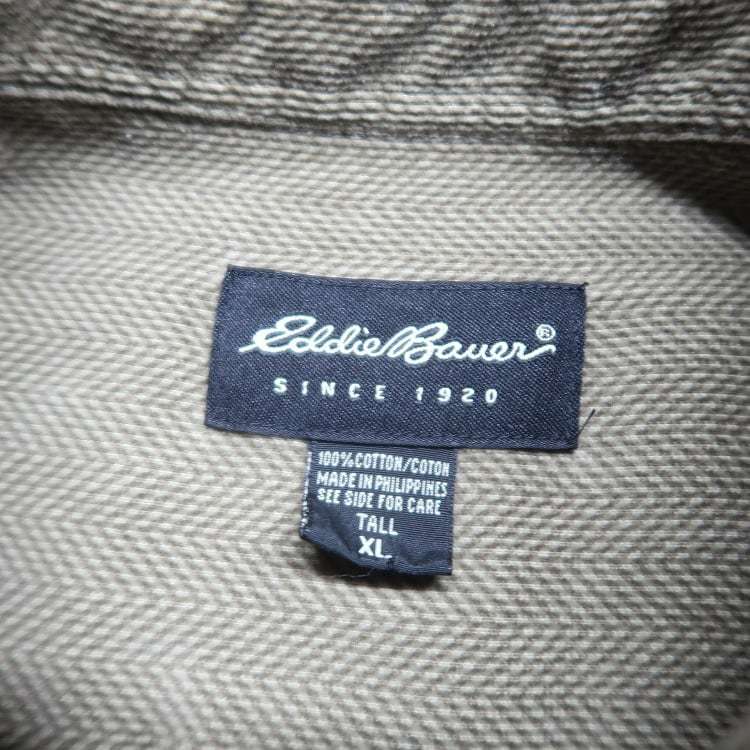 Eddie Bauer®
SINCE 1920
100% COTTON/COTON
MADE IN PHILIPPINES
SEE SIDE FOR CARE
TALL
XL